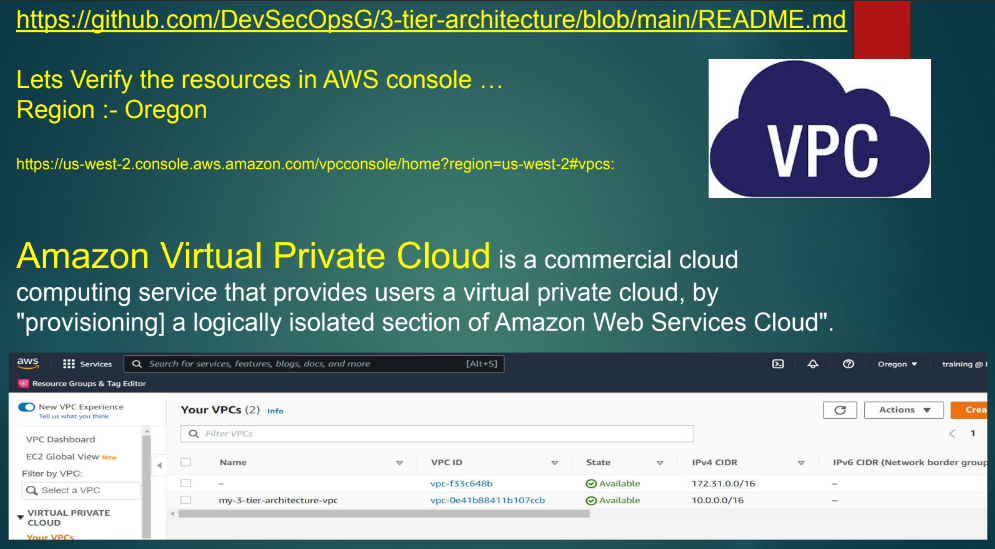 https://github.com/DevSecOpsG/3-tier-architecture/blob/main/README.md
Lets Verify the resources in AWS console …
Region :- Oregon
https://us-west-2.console.aws.amazon.com/vpcconsole/home?region=us-west-2#vpcs:
VPC
Amazon Virtual Private Cloud is a commercial cloud
computing service that provides users a virtual private cloud, by
"provisioning] a logically isolated section of Amazon Web Services Cloud".
aws Services Search for services, features, blogs, docs, and more [Alt+S] Oregon ▼ training @
Resource Groups & Tag Editor
New VPC Experience
Tell us what you think
VPC Dashboard
EC2 Global View New
Filter by VPC:
Select a VPC
VIRTUAL PRIVATE
CLOUD
Your VPCs
Your VPCs (2) Info
Actions ▼ Crea
Filter VPCs
1
Name VPC ID State IPv4 CIDR IPv6 CIDR (Network border group
– vpc-f33c648b Available 172.31.0.0/16 –
my-3-tier-architecture-vpc vpc-0e41b88411b107ccb Available 10.0.0.0/16 –